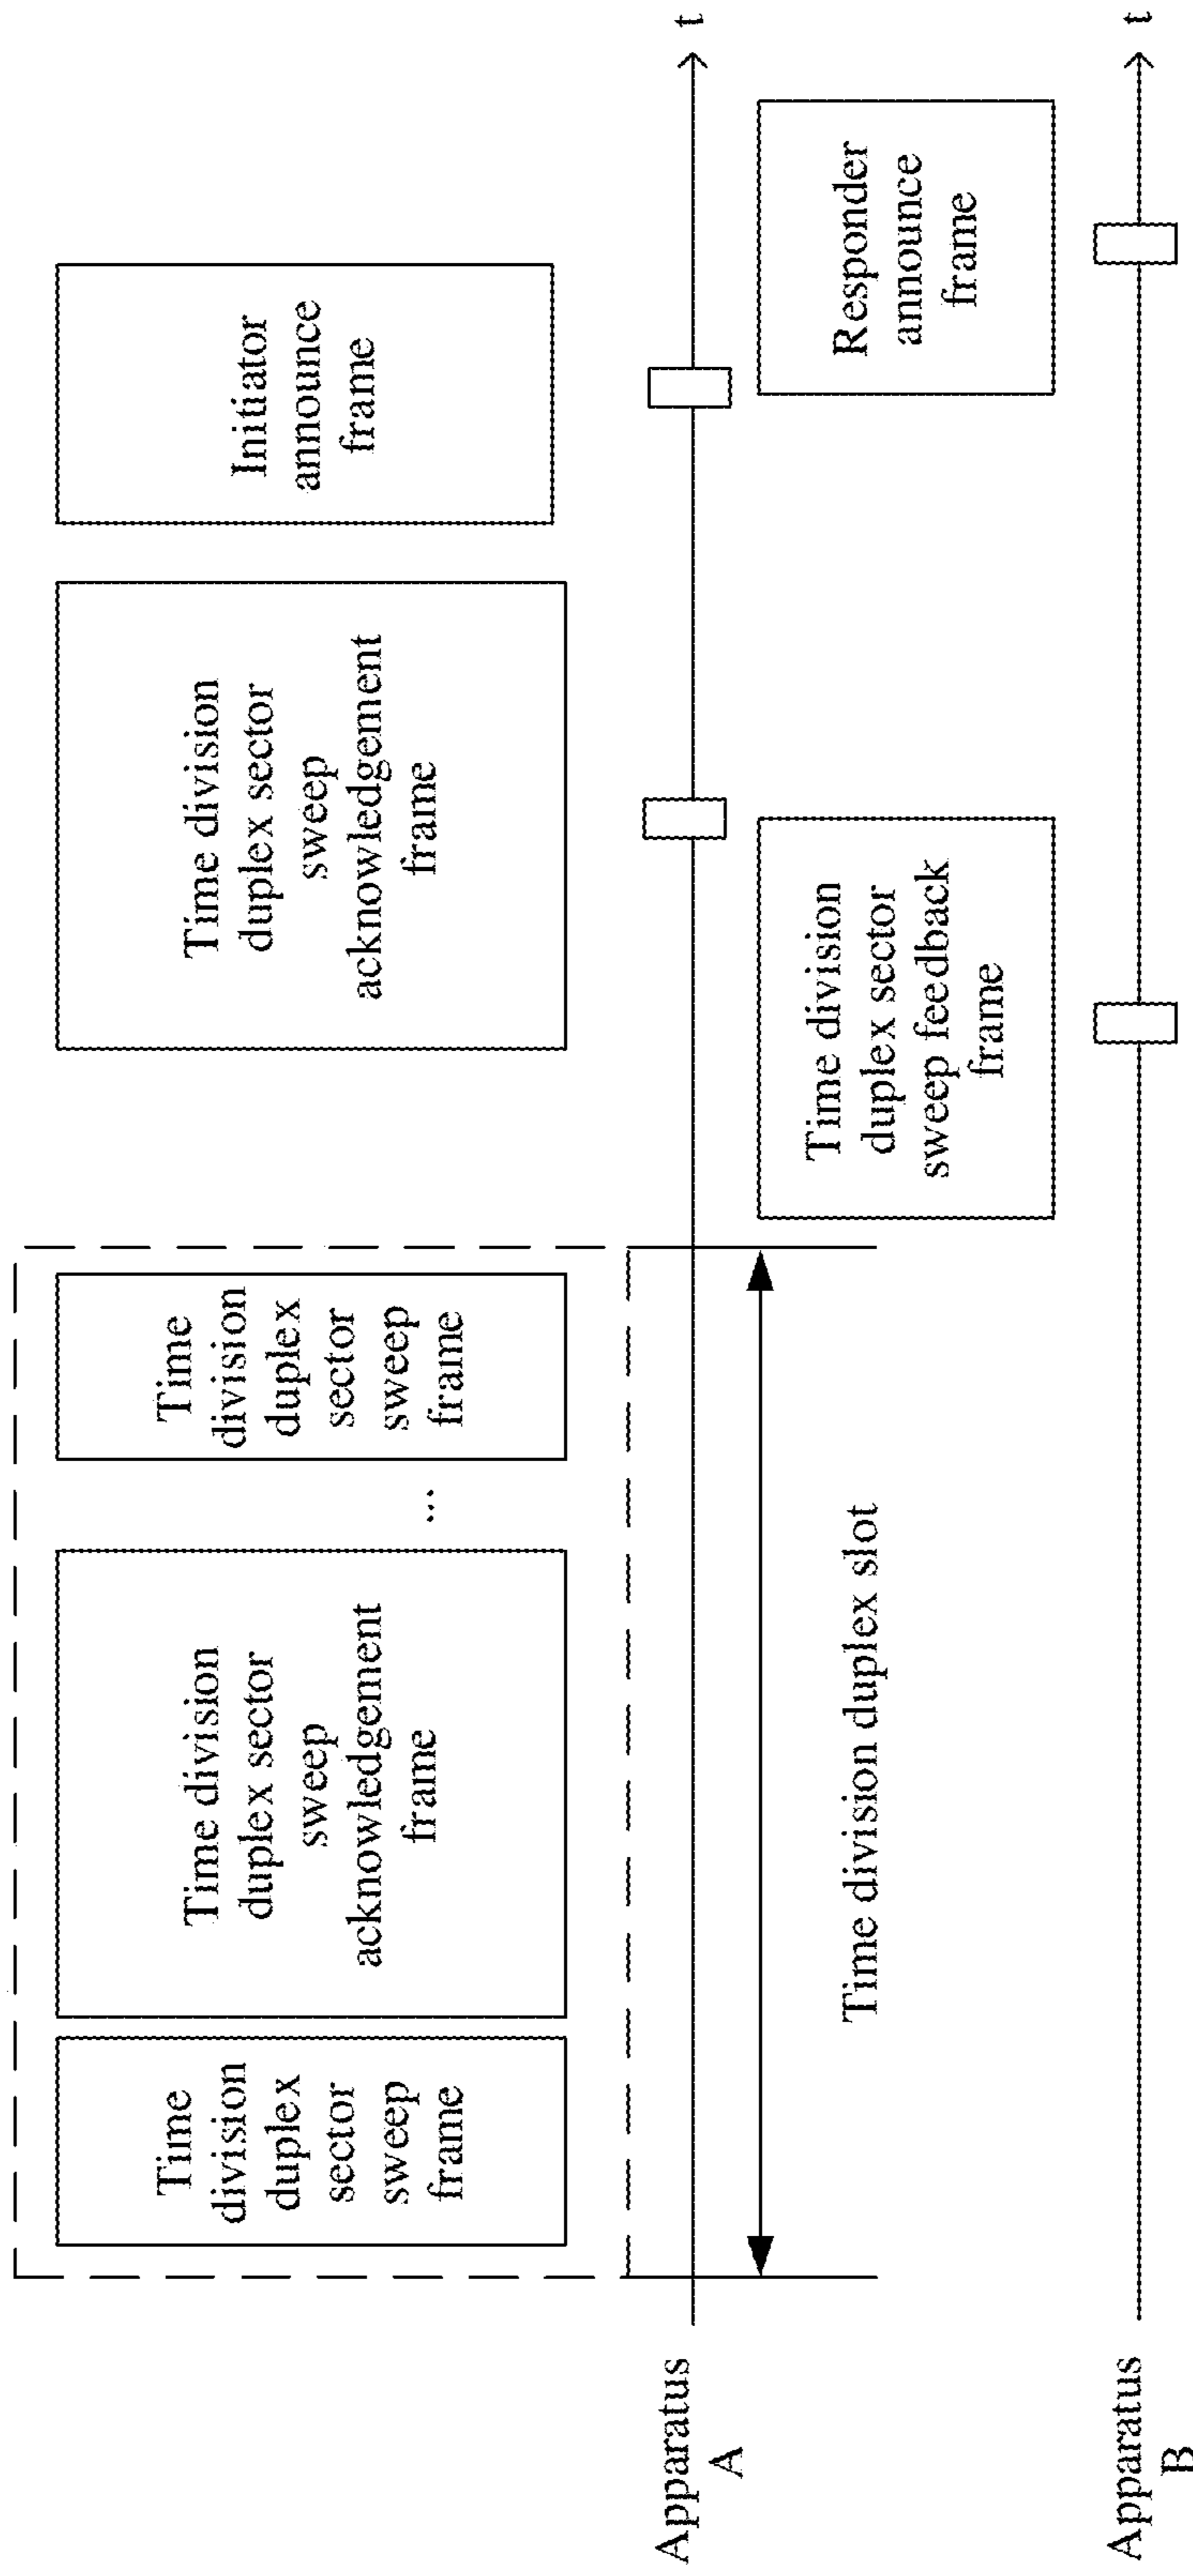 Time
division
duplex
sector
sweep
frame
Time division
duplex sector
sweep
acknowledgement
frame
...
Time
division
duplex
sector
sweep
frame
Time division
duplex sector
sweep
acknowledgement
frame
Initiator
announce
frame
Apparatus
A
t
Time division duplex slot
Time division
duplex sector
sweep feedback
frame
Responder
announce
frame
Apparatus
B
t